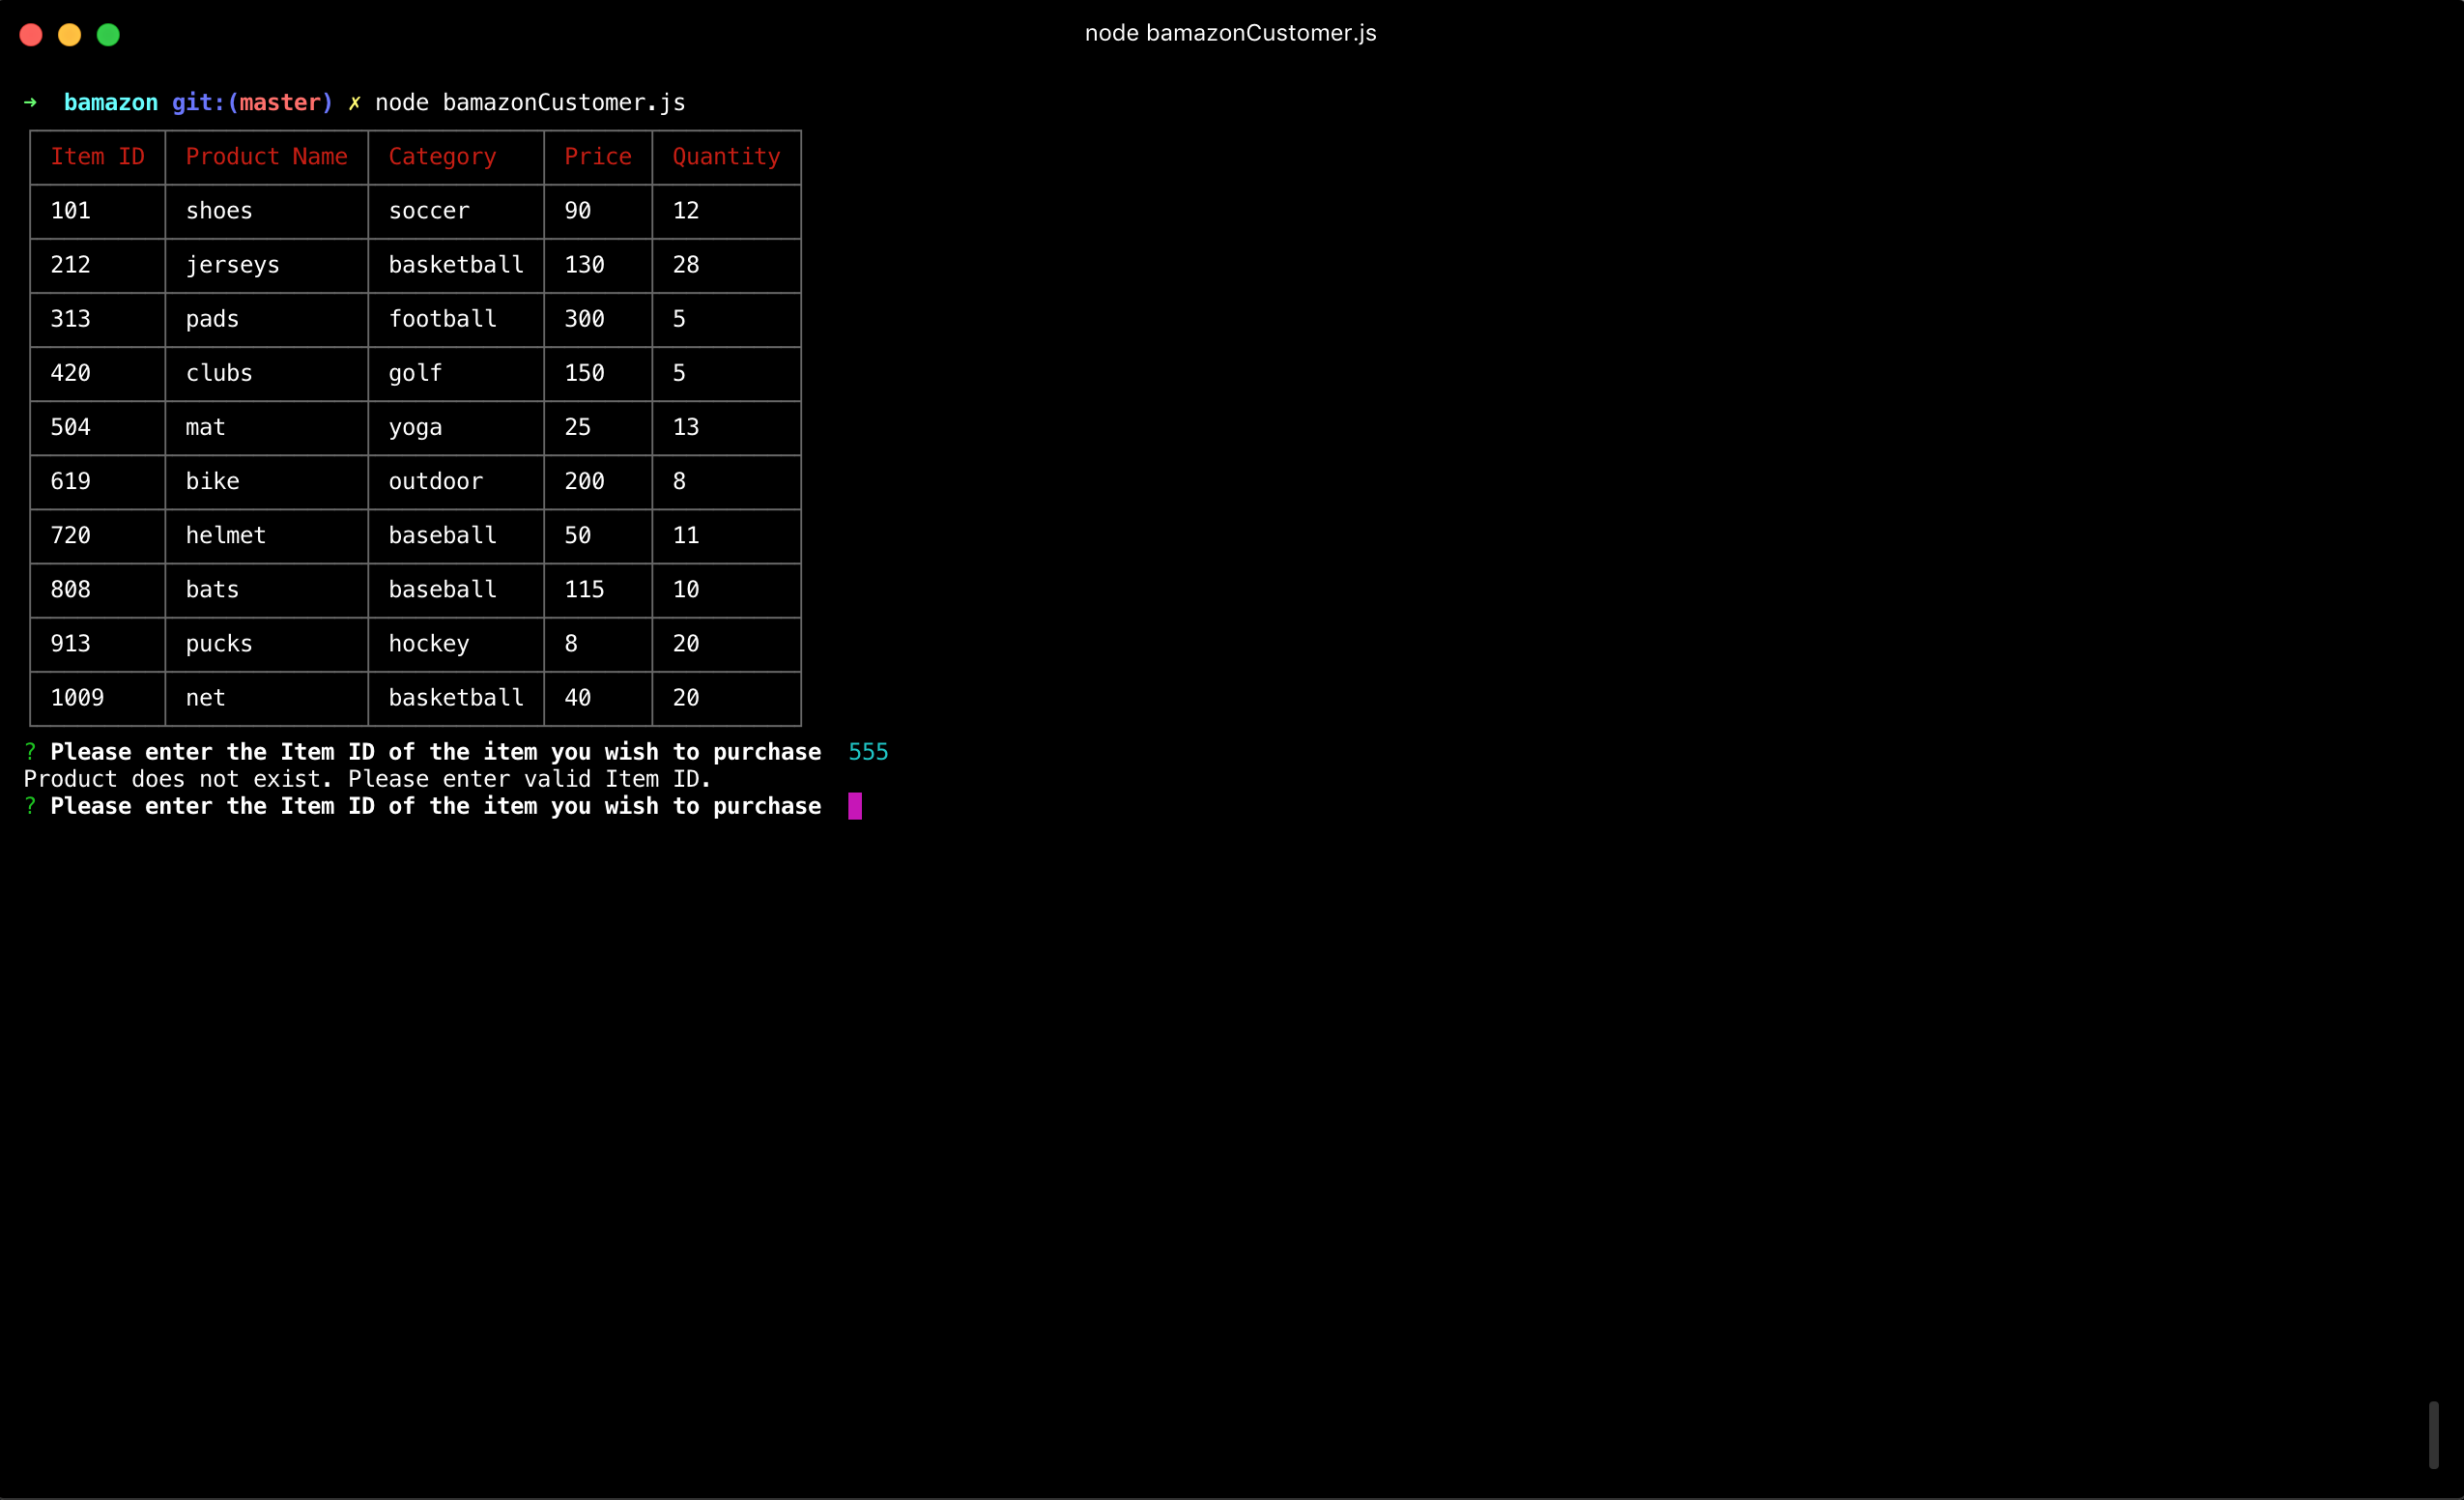 node bamazonCustomer.js
➜  bamazon git:(master) ✗ node bamazonCustomer.js
Item ID Product Name Category Price Quantity
101 shoes soccer 90 12
212 jerseys basketball 130 28
313 pads football 300 5
420 clubs golf 150 5
504 mat yoga 25 13
619 bike outdoor 200 8
720 helmet baseball 50 11
808 bats baseball 115 10
913 pucks hockey 8 20
1009 net basketball 40 20
? Please enter the Item ID of the item you wish to purchase  555
Product does not exist. Please enter valid Item ID.
? Please enter the Item ID of the item you wish to purchase